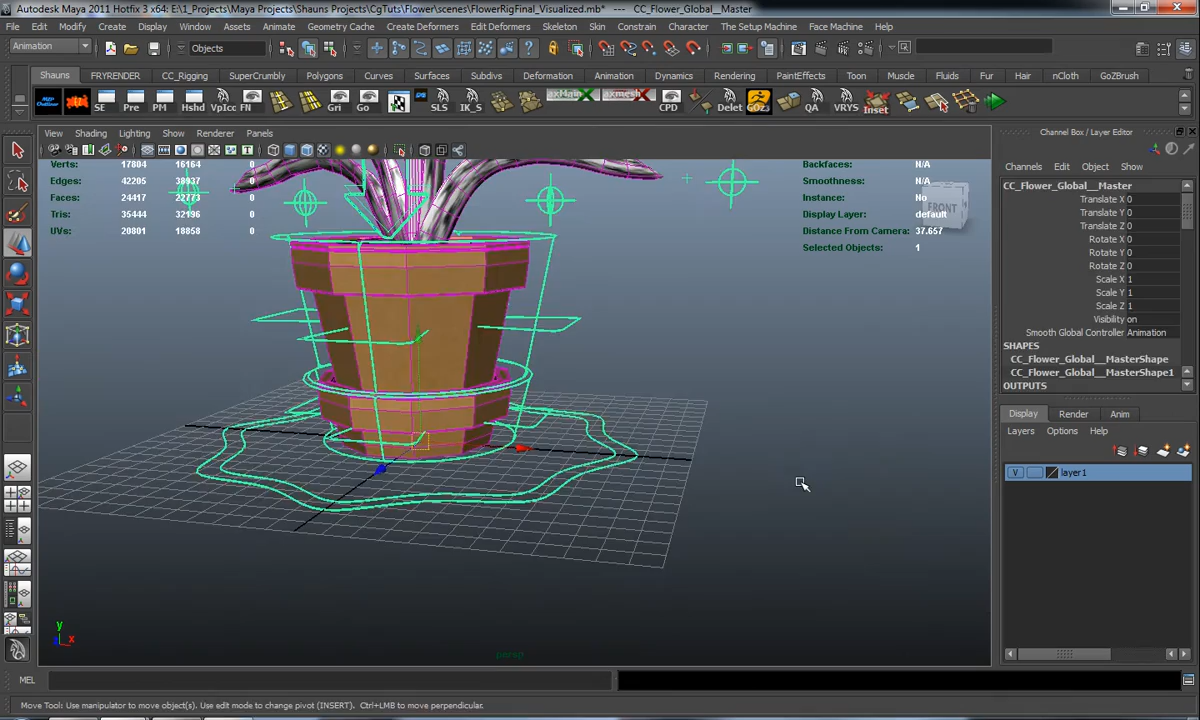 Autodesk Maya 2011 Hotfix 3 x64: E:\1_Projects\Maya Projects\Shauns Projects\CgTuts\Flower\scenes\FlowerRigFinal_Visualized.mb* --- CC_Flower_Global__Master
File Edit Modify Create Display Window Assets Animate Geometry Cache Create Deformers Edit Deformers Skeleton Skin Constrain Character The Setup Machine Face Machine Help
Animation Objects
Shauns FRYRENDER CC_Rigging SuperCrumbly Polygons Curves Surfaces Subdivs Deformation Animation Dynamics Rendering PaintEffects Toon Muscle Fluids Fur Hair nCloth GoZBrush
SE Pre PM Hshd VpIcc FN Gri Go SLS IK_S axMain axmesh CPD Delet GOZs QA VRYS Inset
View Shading Lighting Show Renderer Panels
Channel Box / Layer Editor
Channels Edit Object Show
Verts: 17804 16164 0
Edges: 42205 38937 0
Faces: 24417 22773 0
Tris: 35444 32196 0
UVs: 20801 18858 0
Backfaces: N/A
Smoothness: N/A
Instance: No
Display Layer: default
Distance From Camera: 37.657
Selected Objects: 1
FRONT
CC_Flower_Global__Master
Translate X 0
Translate Y 0
Translate Z 0
Rotate X 0
Rotate Y 0
Rotate Z 0
Scale X 1
Scale Y 1
Scale Z 1
Visibility on
Smooth Global Controller Animation
SHAPES
CC_Flower_Global__MasterShape
CC_Flower_Global__MasterShape1
OUTPUTS
Display Render Anim
Layers Options Help
V layer1
y
x
persp
MEL
Move Tool: Use manipulator to move object(s). Use edit mode to change pivot (INSERT). Ctrl+LMB to move perpendicular.